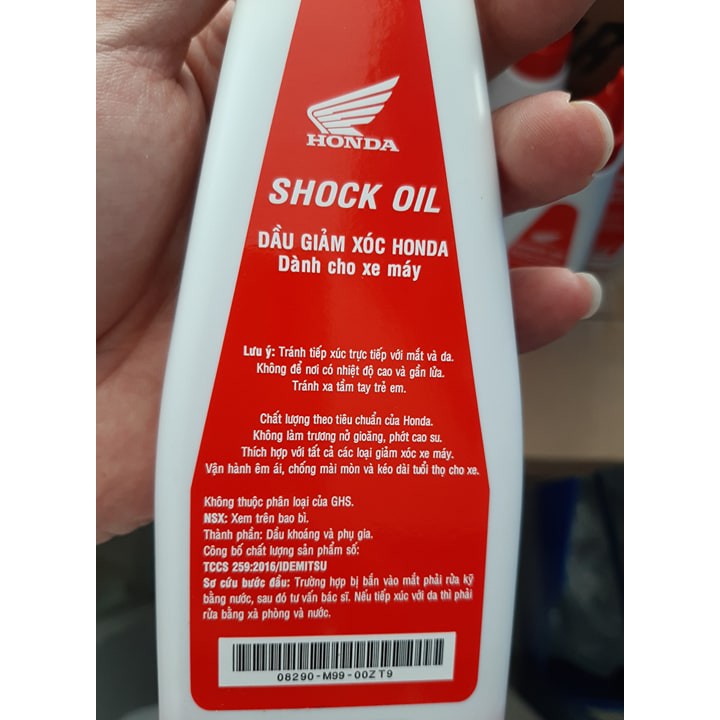 HONDA
SHOCK OIL
DẦU GIẢM XÓC HONDA
Dành cho xe máy
Lưu ý: Tránh tiếp xúc trực tiếp với mắt và da.
Không để nơi có nhiệt độ cao và gần lửa.
Tránh xa tầm tay trẻ em.
Chất lượng theo tiêu chuẩn của Honda.
Không làm trương nở gioăng, phớt cao su.
Thích hợp với tất cả các loại giảm xóc xe máy.
Vận hành êm ái, chống mài mòn và kéo dài tuổi thọ cho xe.
Không thuộc phân loại của GHS.
NSX: Xem trên bao bì.
Thành phần: Dầu khoáng và phụ gia.
Công bố chất lượng sản phẩm số:
TCCS 259:2016/IDEMITSU
Sơ cứu bước đầu: Trường hợp bị bắn vào mắt phải rửa kỹ
bằng nước, sau đó tư vấn bác sĩ. Nếu tiếp xúc với da thì phải
rửa bằng xà phòng và nước.
08290-M99-00ZT9